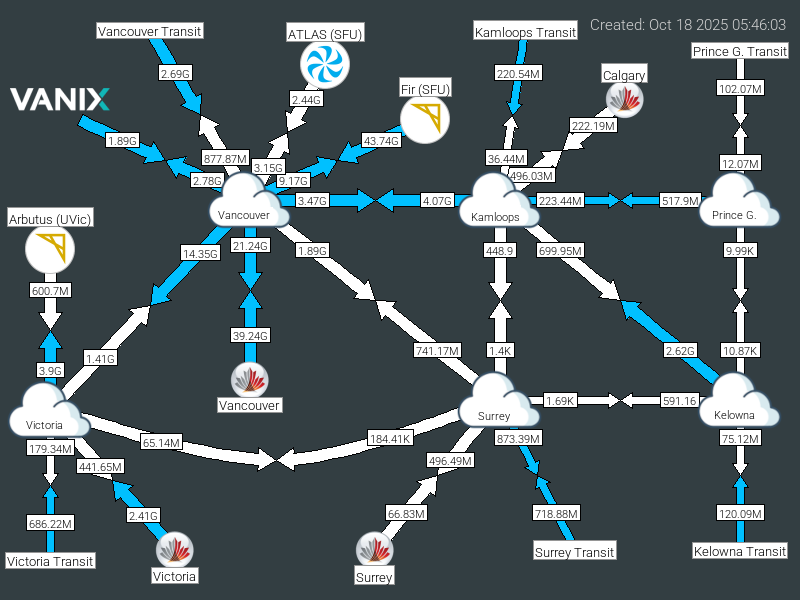 Created: Oct 18 2025 05:46:03
Vancouver Transit
ATLAS (SFU)
Kamloops Transit
Prince G. Transit
2.69G
220.54M
Calgary
Fir (SFU)
VANIX
2.44G
102.07M
1.89G
43.74G
222.19M
877.87M
3.15G
36.44M
12.07M
2.78G
9.17G
496.03M
3.47G
4.07G
223.44M
517.9M
Vancouver
Kamloops
Prince G.
Arbutus (UVic)
14.35G
21.24G
1.89G
448.9
699.95M
9.99K
600.7M
39.24G
741.17M
1.4K
2.62G
10.87K
1.41G
3.9G
Vancouver
1.69K
591.16
Victoria
Surrey
Kelowna
179.34M
65.14M
184.41K
873.39M
75.12M
441.65M
496.49M
686.22M
2.41G
66.83M
718.88M
120.09M
Victoria Transit
Victoria
Surrey
Surrey Transit
Kelowna Transit